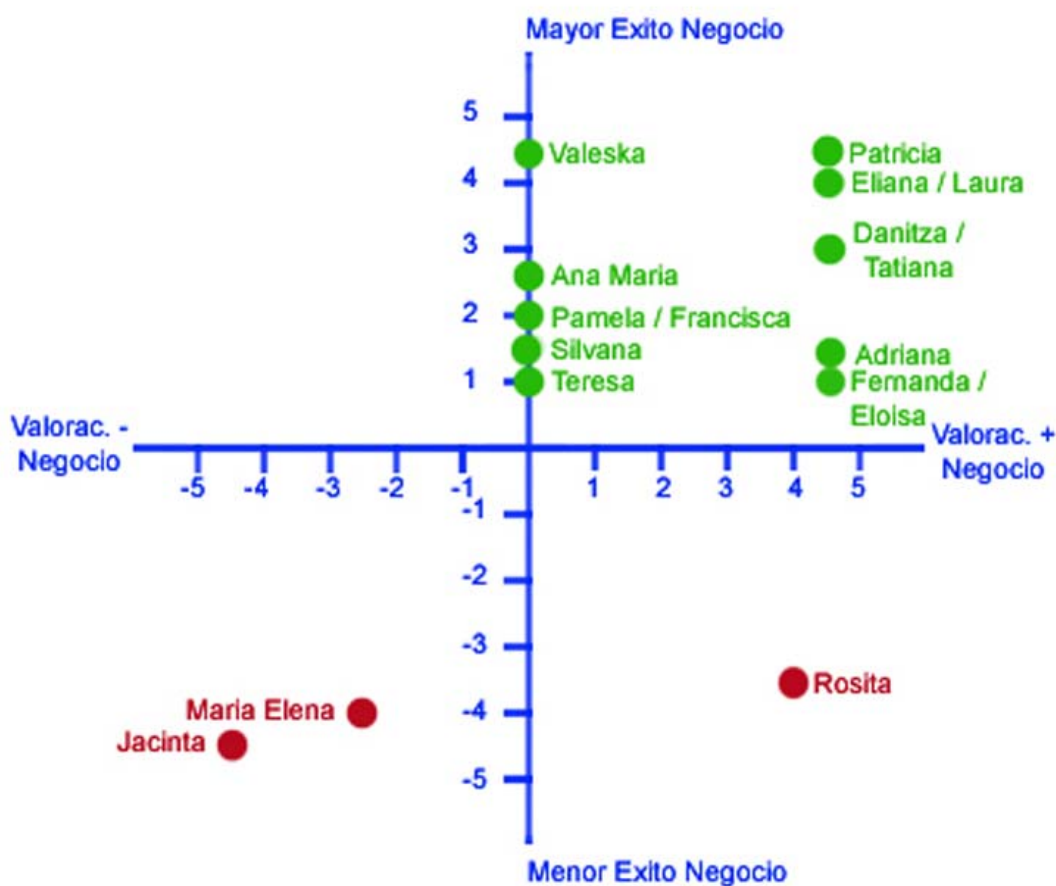 Mayor Exito Negocio
5
Valeska
Patricia
4
Eliana / Laura
3
Danitza /
Tatiana
Ana Maria
2
Pamela / Francisca
Silvana
Adriana
1
Teresa
Fernanda /
Eloisa
Valorac. -
Negocio
Valorac. +
Negocio
-5 -4 -3 -2 -1 1 2 3 4 5
-1
-2
-3
Rosita
Maria Elena
-4
Jacinta
-5
Menor Exito Negocio